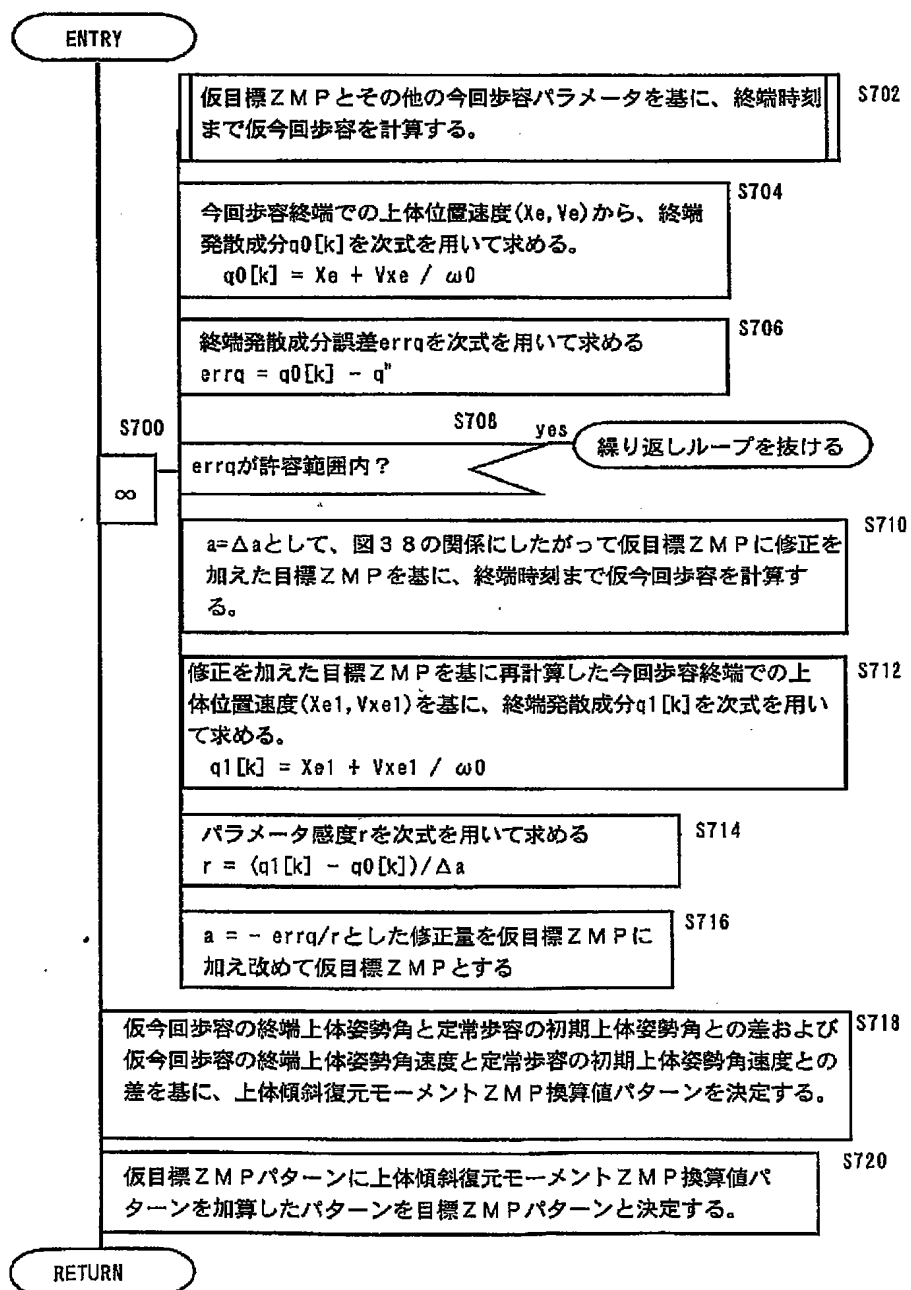 ENTRY
仮目標ZMPとその他の今回歩容パラメータを基に、終端時刻
まで仮今回歩容を計算する。
S702
S704
今回歩容終端での上体位置速度(Xe,Ve)から、終端
発散成分q0[k]を次式を用いて求める。
q0[k] = Xe + Vxe / ω0
S706
終端発散成分誤差errqを次式を用いて求める
errq = q0[k] - q"
S700
∞
S708
errqが許容範囲内？
yes
繰り返しループを抜ける
S710
a=Δaとして、図38の関係にしたがって仮目標ZMPに修正を
加えた目標ZMPを基に、終端時刻まで仮今回歩容を計算す
る。
S712
修正を加えた目標ZMPを基に再計算した今回歩容終端での上
体位置速度(Xe1,Vxe1)を基に、終端発散成分q1[k]を次式を用い
て求める。
q1[k] = Xe1 + Vxe1 / ω0
S714
パラメータ感度rを次式を用いて求める
r = (q1[k] - q0[k])/Δa
S716
a = - errq/rとした修正量を仮目標ZMPに
加え改めて仮目標ZMPとする
S718
仮今回歩容の終端上体姿勢角と定常歩容の初期上体姿勢角との差および
仮今回歩容の終端上体姿勢角速度と定常歩容の初期上体姿勢角速度との
差を基に、上体傾斜復元モーメントZMP換算値パターンを決定する。
S720
仮目標ZMPパターンに上体傾斜復元モーメントZMP換算値パ
ターンを加算したパターンを目標ZMPパターンと決定する。
RETURN